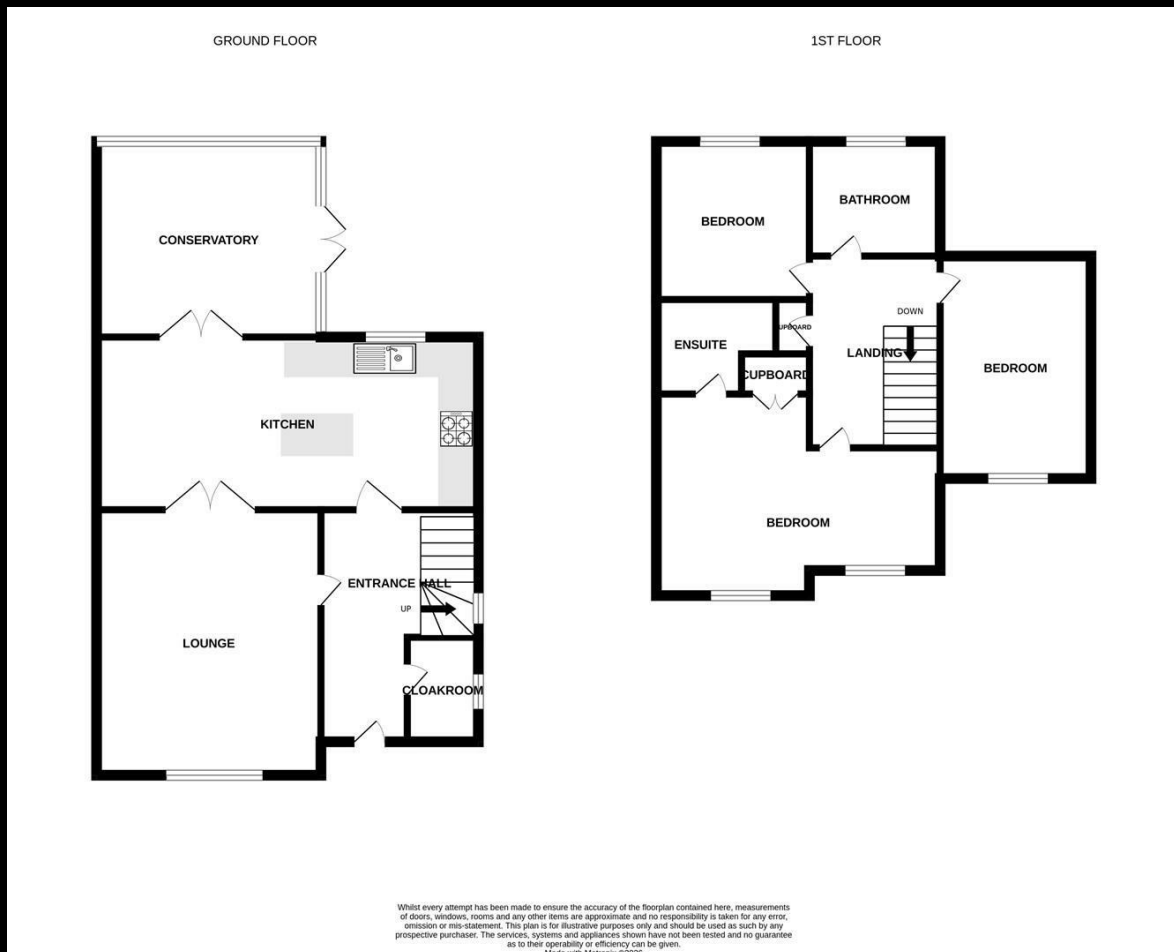 GROUND FLOOR
1ST FLOOR
CONSERVATORY
KITCHEN
ENTRANCE HALL
UP
LOUNGE
CLOAKROOM
BEDROOM
BATHROOM
DOWN
UPBOARD
ENSUITE
LANDING
CUPBOARD
BEDROOM
BEDROOM
Whilst every attempt has been made to ensure the accuracy of the floorplan contained here, measurements
of doors, windows, rooms and any other items are approximate and no responsibility is taken for any error,
omission or mis-statement. This plan is for illustrative purposes only and should be used as such by any
prospective purchaser. The services, systems and appliances shown have not been tested and no guarantee
as to their operability or efficiency can be given.
Made with Metropix